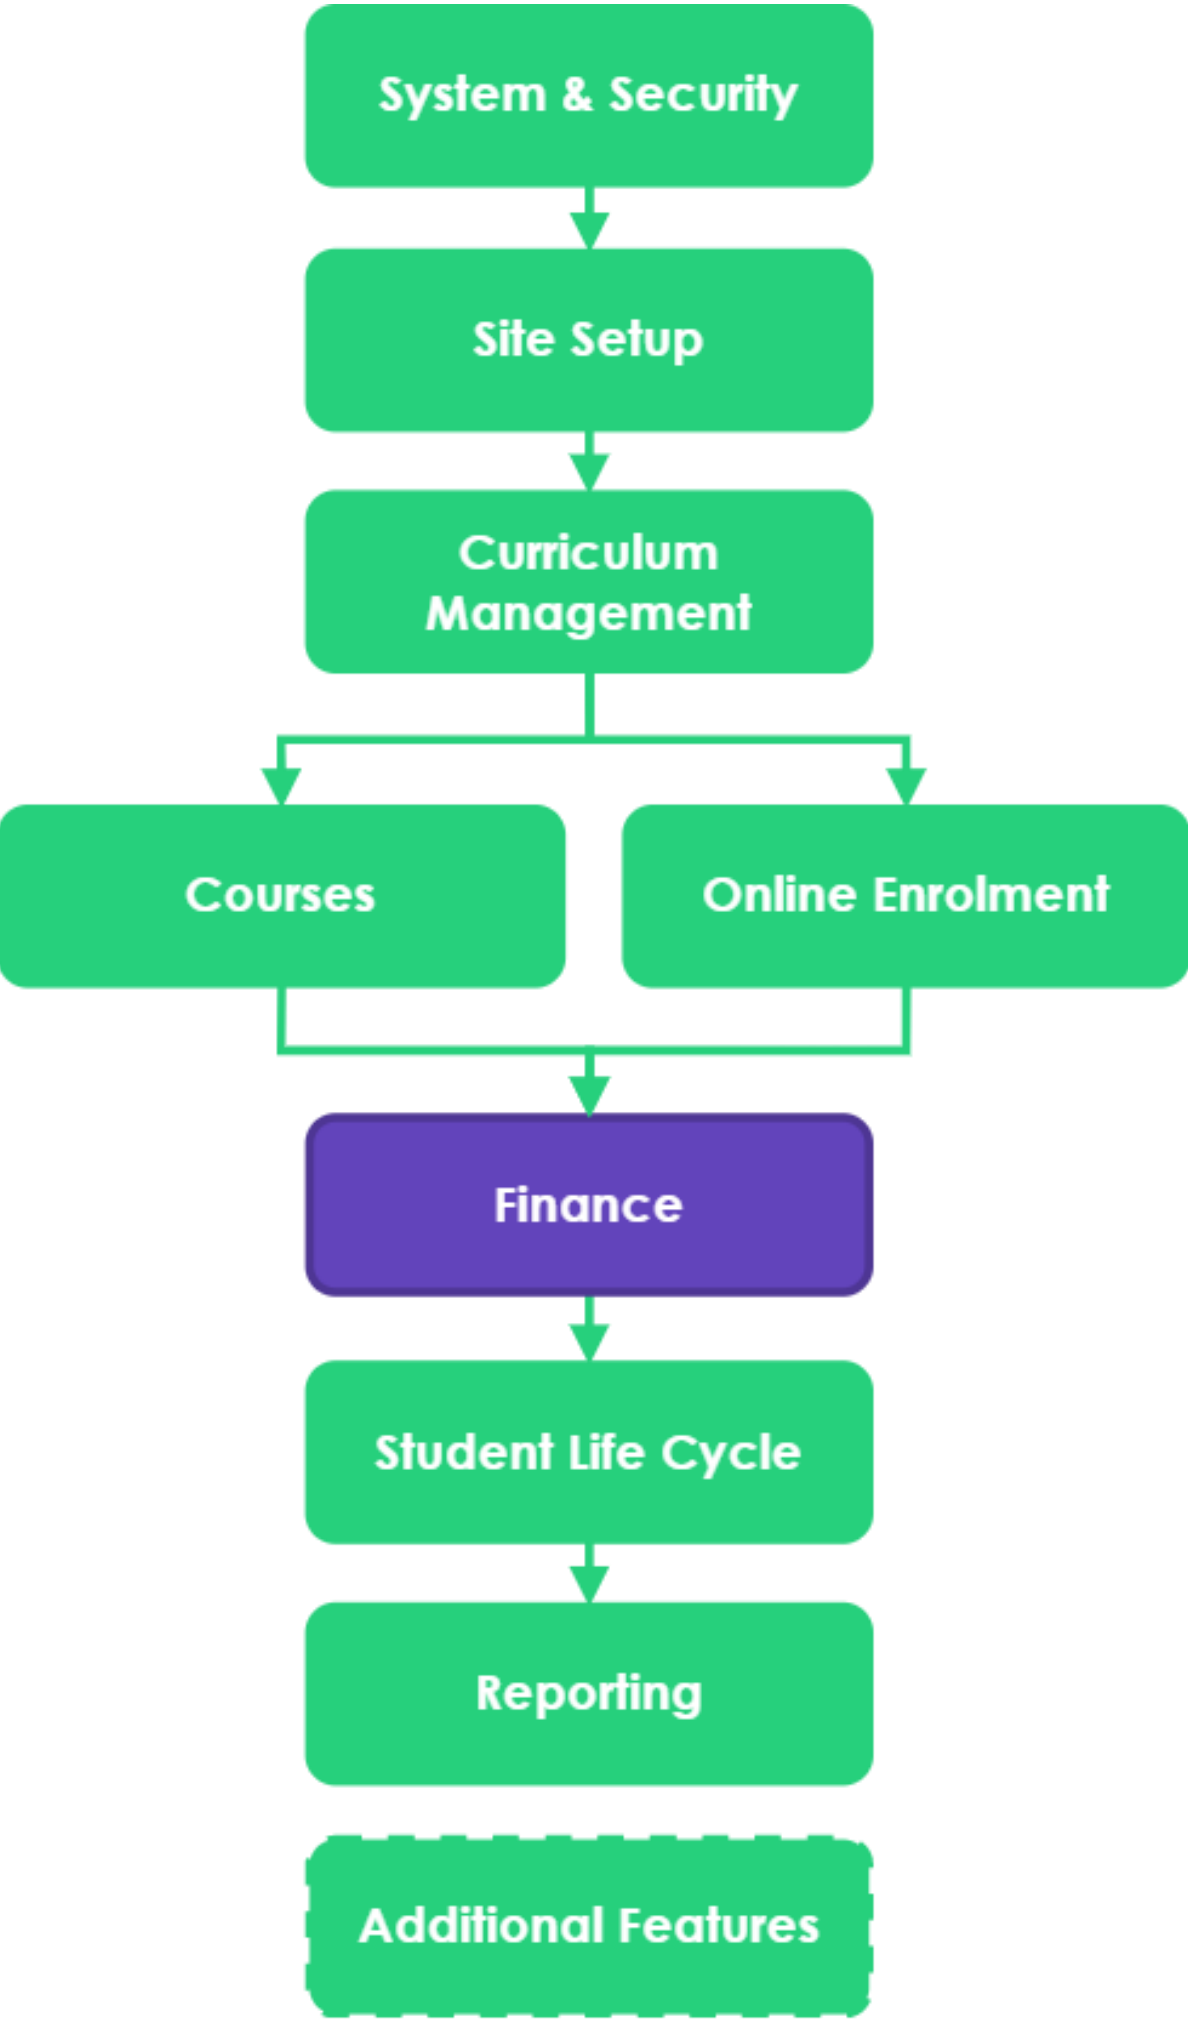 System & Security
Site Setup
Curriculum
Management
Courses
Online Enrolment
Finance
Student Life Cycle
Reporting
Additional Features